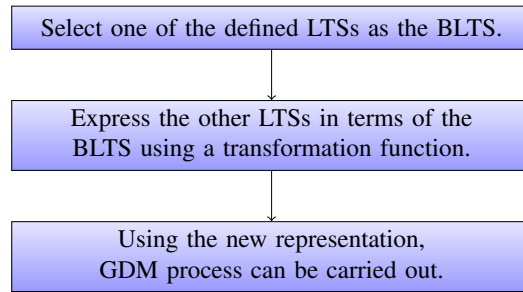 Select one of the defined LTSs as the BLTS.
Express the other LTSs in terms of the
BLTS using a transformation function.
Using the new representation,
GDM process can be carried out.